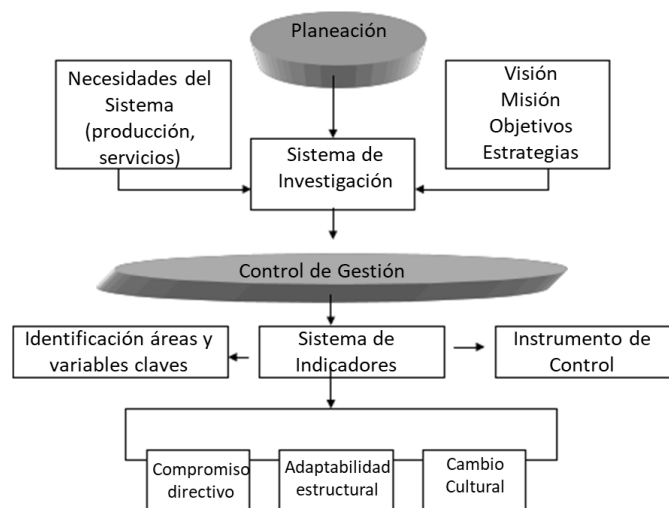 Planeación
Necesidades del
Sistema
(producción,
servicios)
Visión
Misión
Objetivos
Estrategias
Sistema de
Investigación
Control de Gestión
Identificación áreas y
variables claves
Sistema de
Indicadores
Instrumento de
Control
Compromiso
directivo
Adaptabilidad
estructural
Cambio
Cultural